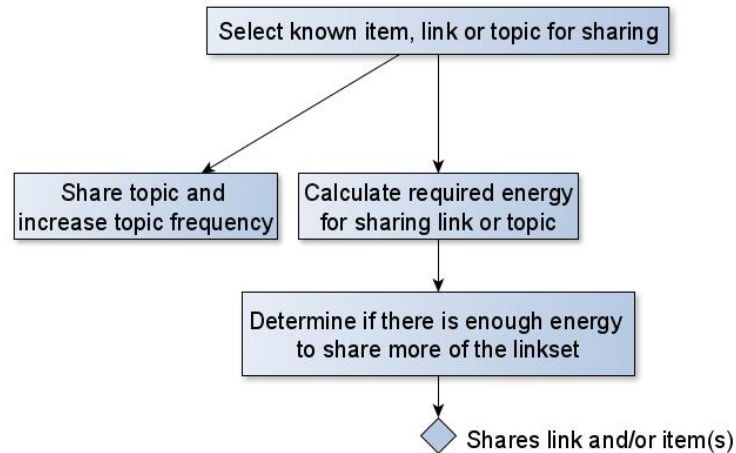 Select known item, link or topic for sharing
Share topic and
increase topic frequency
Calculate required energy
for sharing link or topic
Determine if there is enough energy
to share more of the linkset
Shares link and/or item(s)